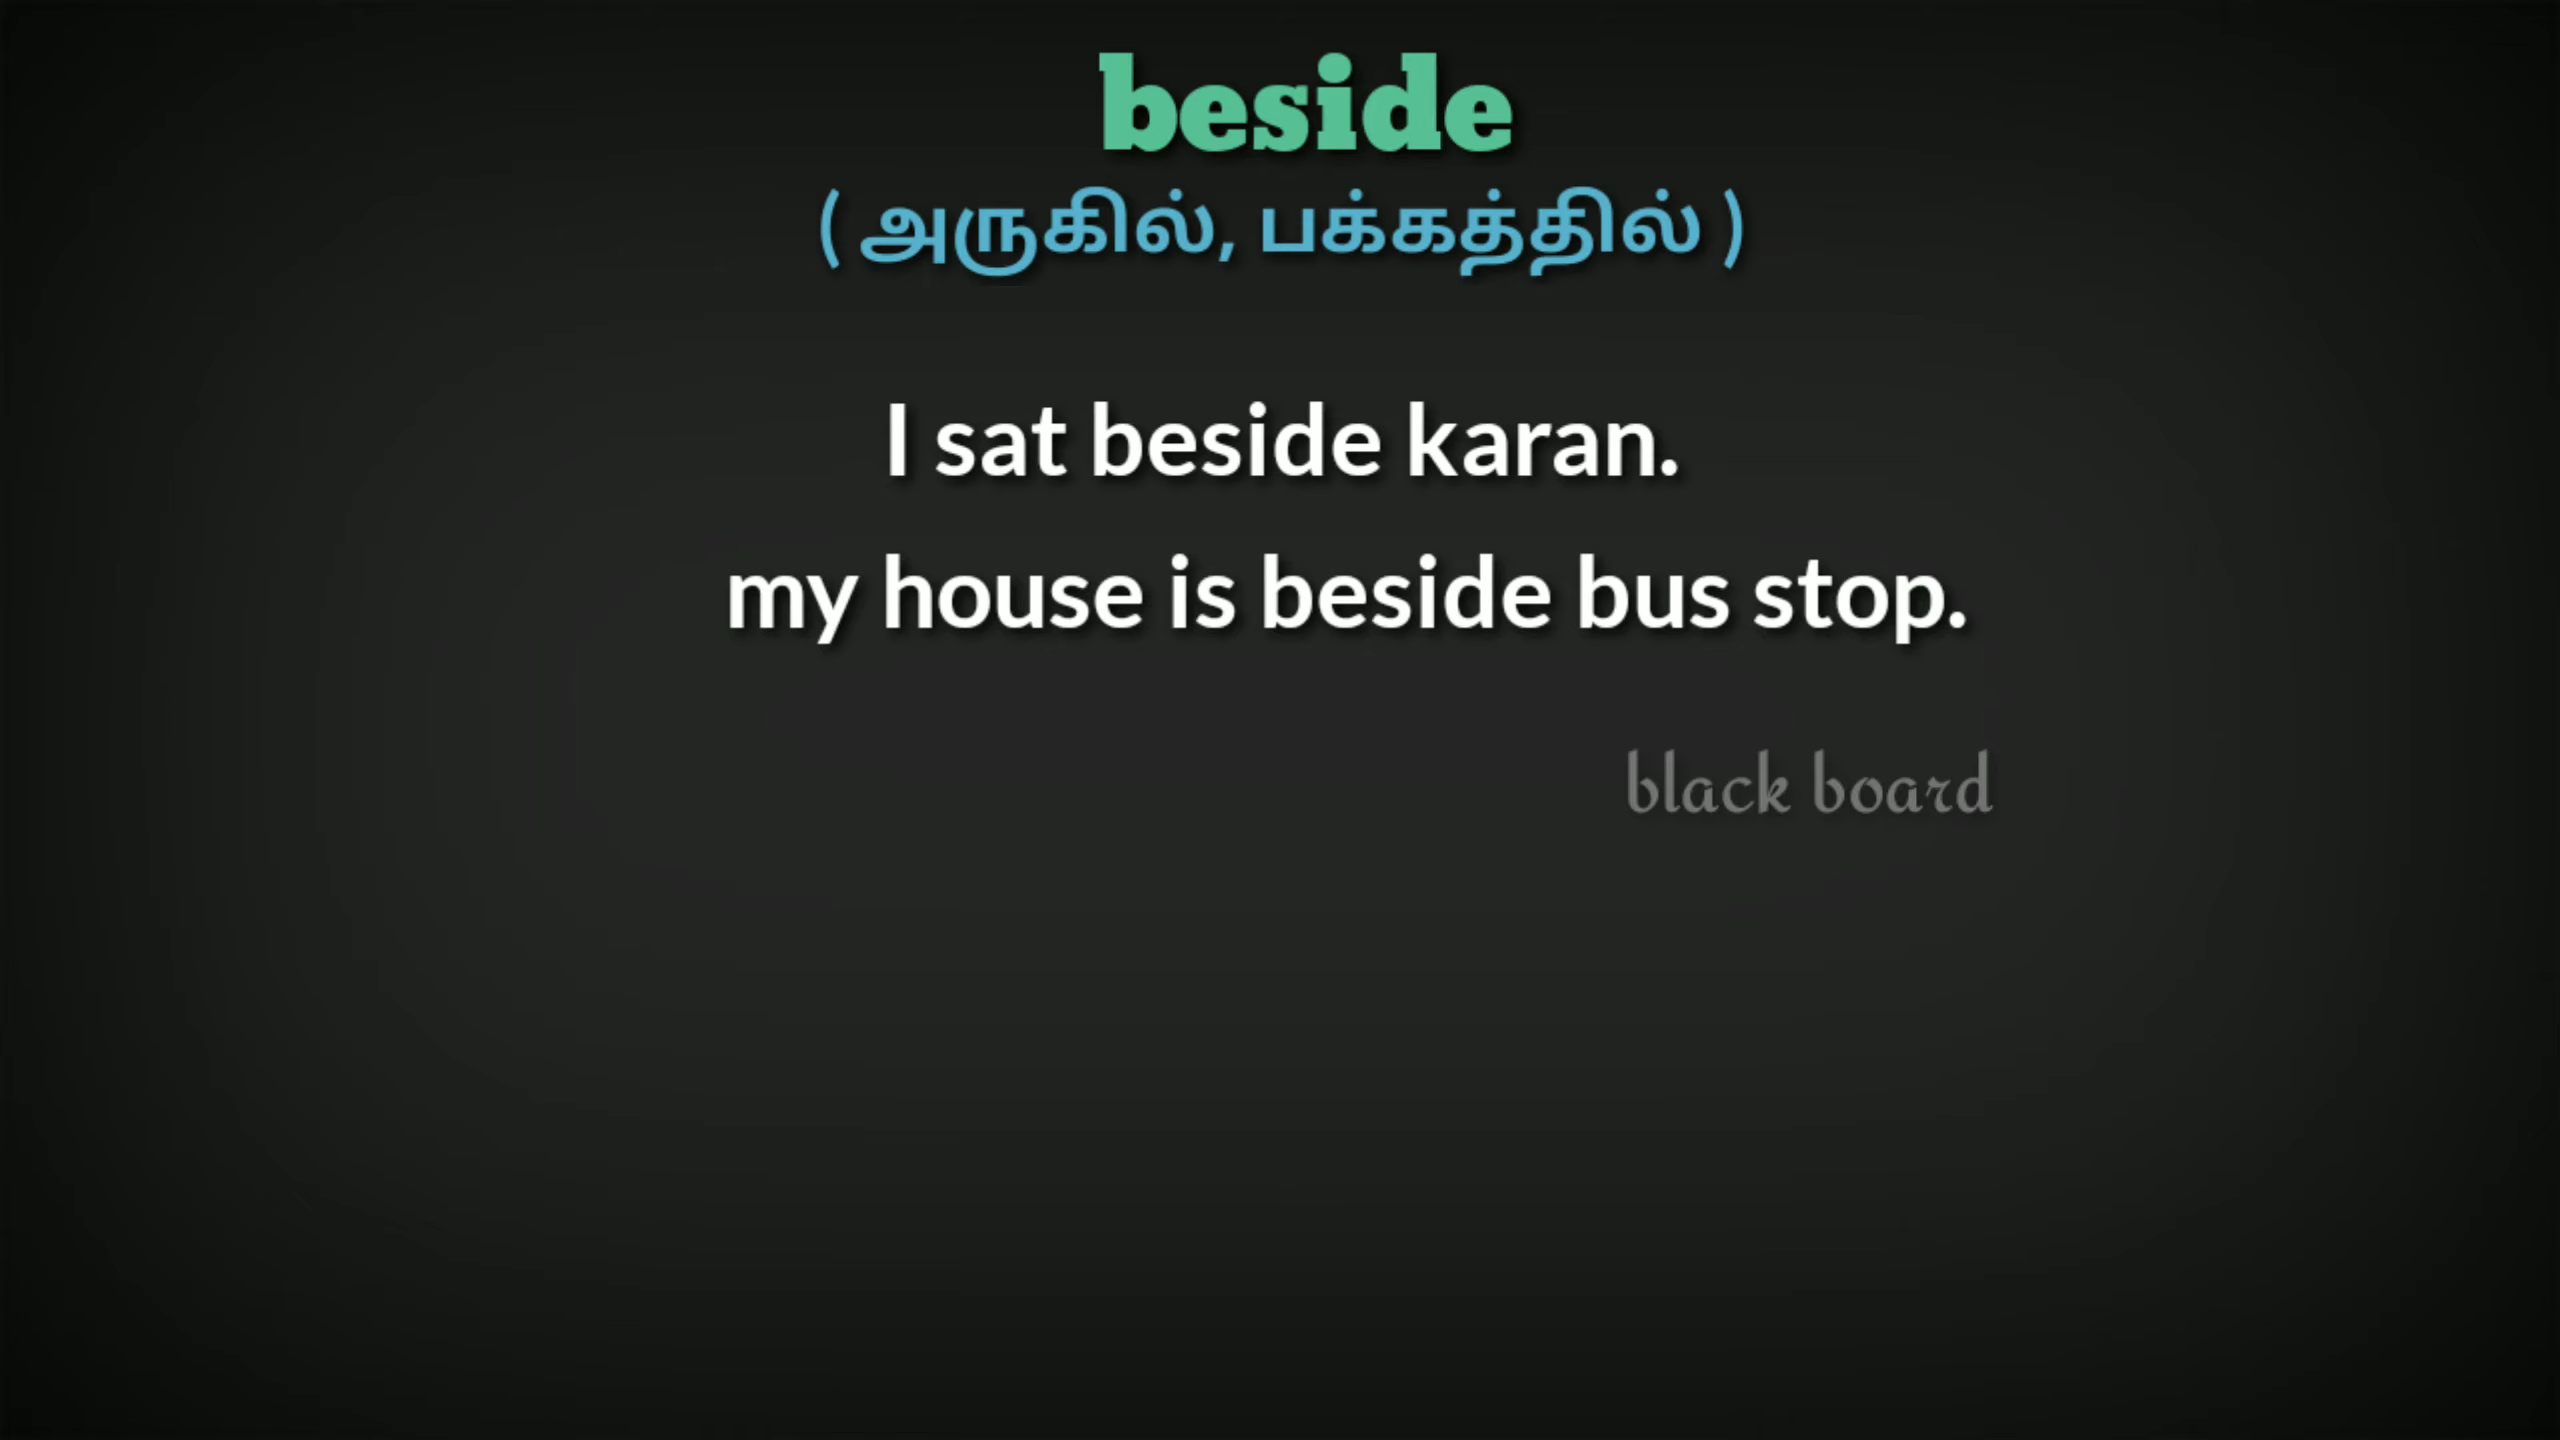 beside
( அருகில், பக்கத்தில் )
I sat beside karan.
my house is beside bus stop.
black board